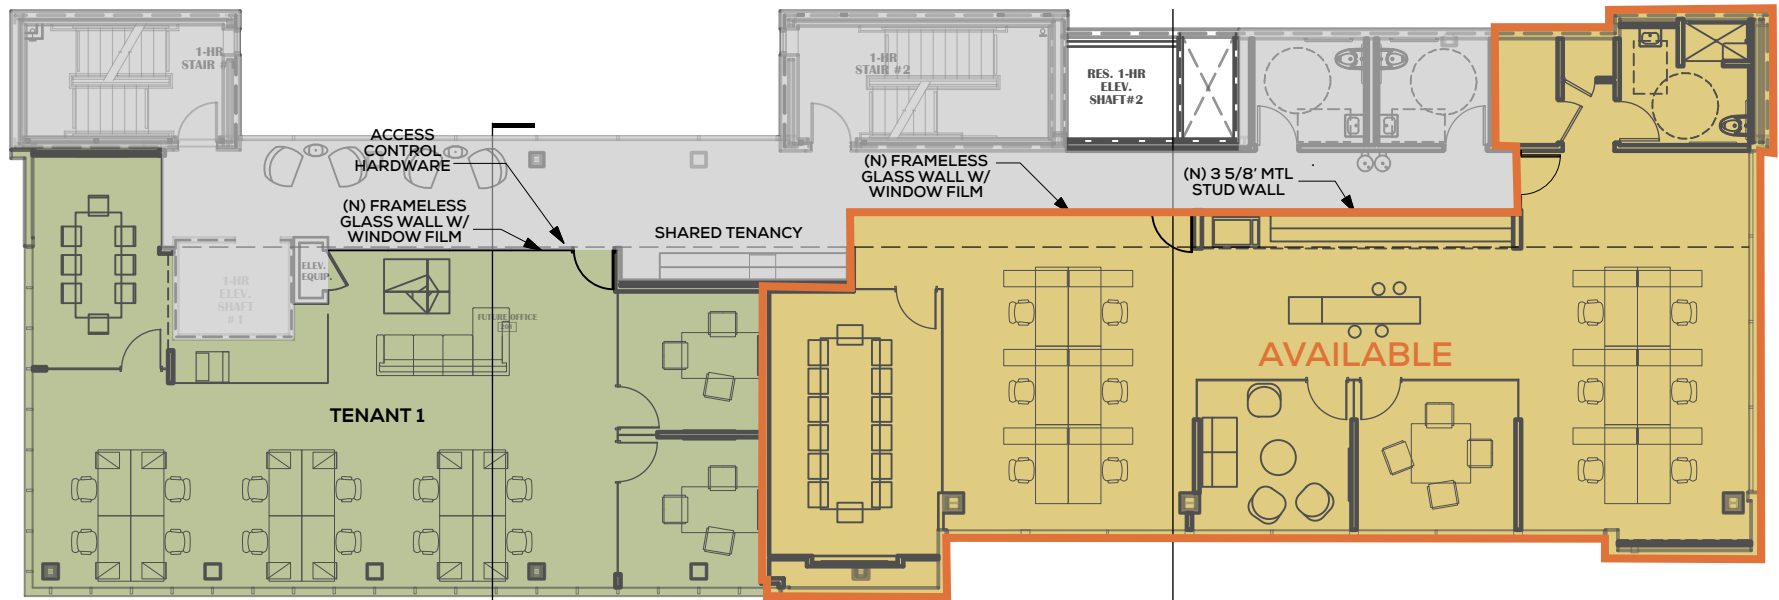 1-HR
STAIR #1
1-HR
STAIR #2
RES. 1-HR
ELEV.
SHAFT#2
ACCESS
CONTROL
HARDWARE
(N) FRAMELESS
GLASS WALL W/
WINDOW FILM
(N) FRAMELESS
GLASS WALL W/
WINDOW FILM
(N) 3 5/8' MTL
STUD WALL
SHARED TENANCY
ELEV.
EQUIP.
1-HR
ELEV.
SHAFT
#1
FUTURE OFFICE
AVAILABLE
TENANT 1